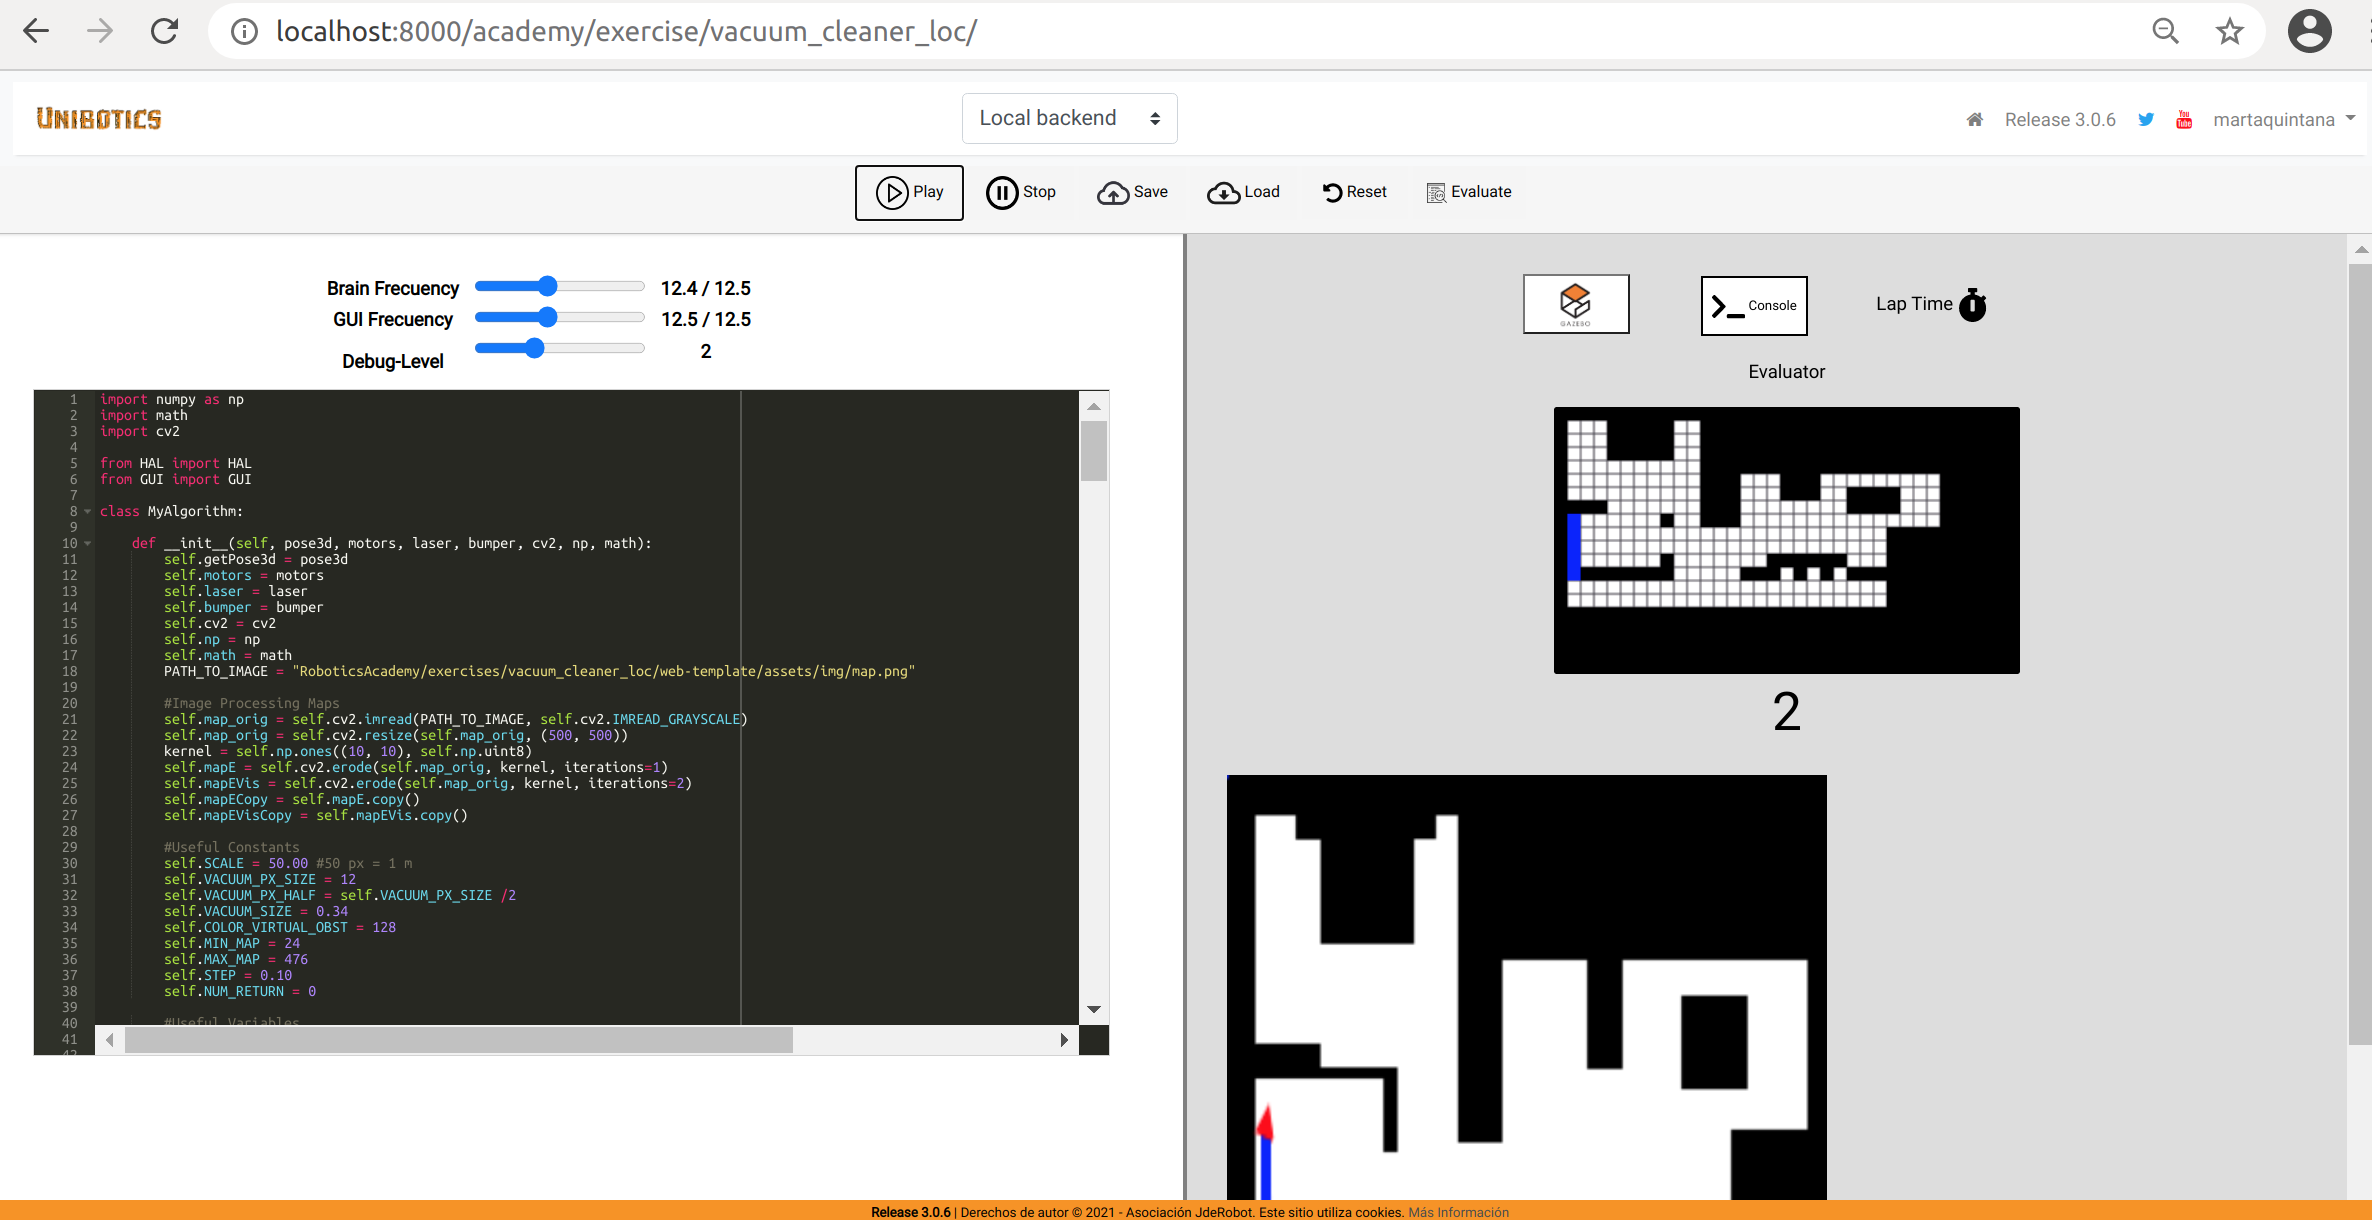 localhost:8000/academy/exercise/vacuum_cleaner_loc/
UNIBOTICS
Local backend
Release 3.0.6
You Tube
martaquintana
Play
Stop
Save
Load
Reset
Evaluate
Brain Frecuency 12.4 / 12.5
GUI Frecuency 12.5 / 12.5
Debug-Level 2
1 import numpy as np
2 import math
3 import cv2
4
5 from HAL import HAL
6 from GUI import GUI
7
8 class MyAlgorithm:
9
10 def __init__(self, pose3d, motors, laser, bumper, cv2, np, math):
11 self.getPose3d = pose3d
12 self.motors = motors
13 self.laser = laser
14 self.bumper = bumper
15 self.cv2 = cv2
16 self.np = np
17 self.math = math
18 PATH_TO_IMAGE = "RoboticsAcademy/exercises/vacuum_cleaner_loc/web-template/assets/img/map.png"
19
20 #Image Processing Maps
21 self.map_orig = self.cv2.imread(PATH_TO_IMAGE, self.cv2.IMREAD_GRAYSCALE)
22 self.map_orig = self.cv2.resize(self.map_orig, (500, 500))
23 kernel = self.np.ones((10, 10), self.np.uint8)
24 self.mapE = self.cv2.erode(self.map_orig, kernel, iterations=1)
25 self.mapEVis = self.cv2.erode(self.map_orig, kernel, iterations=2)
26 self.mapECopy = self.mapE.copy()
27 self.mapEVisCopy = self.mapEVis.copy()
28
29 #Useful Constants
30 self.SCALE = 50.00 #50 px = 1 m
31 self.VACUUM_PX_SIZE = 12
32 self.VACUUM_PX_HALF = self.VACUUM_PX_SIZE /2
33 self.VACUUM_SIZE = 0.34
34 self.COLOR_VIRTUAL_OBST = 128
35 self.MIN_MAP = 24
36 self.MAX_MAP = 476
37 self.STEP = 0.10
38 self.NUM_RETURN = 0
39
40 #Useful Variables
41
42
GAZEBO
Console
Lap Time
Evaluator
2
Release 3.0.6 | Derechos de autor © 2021 - Asociación JdeRobot. Este sitio utiliza cookies. Más Información